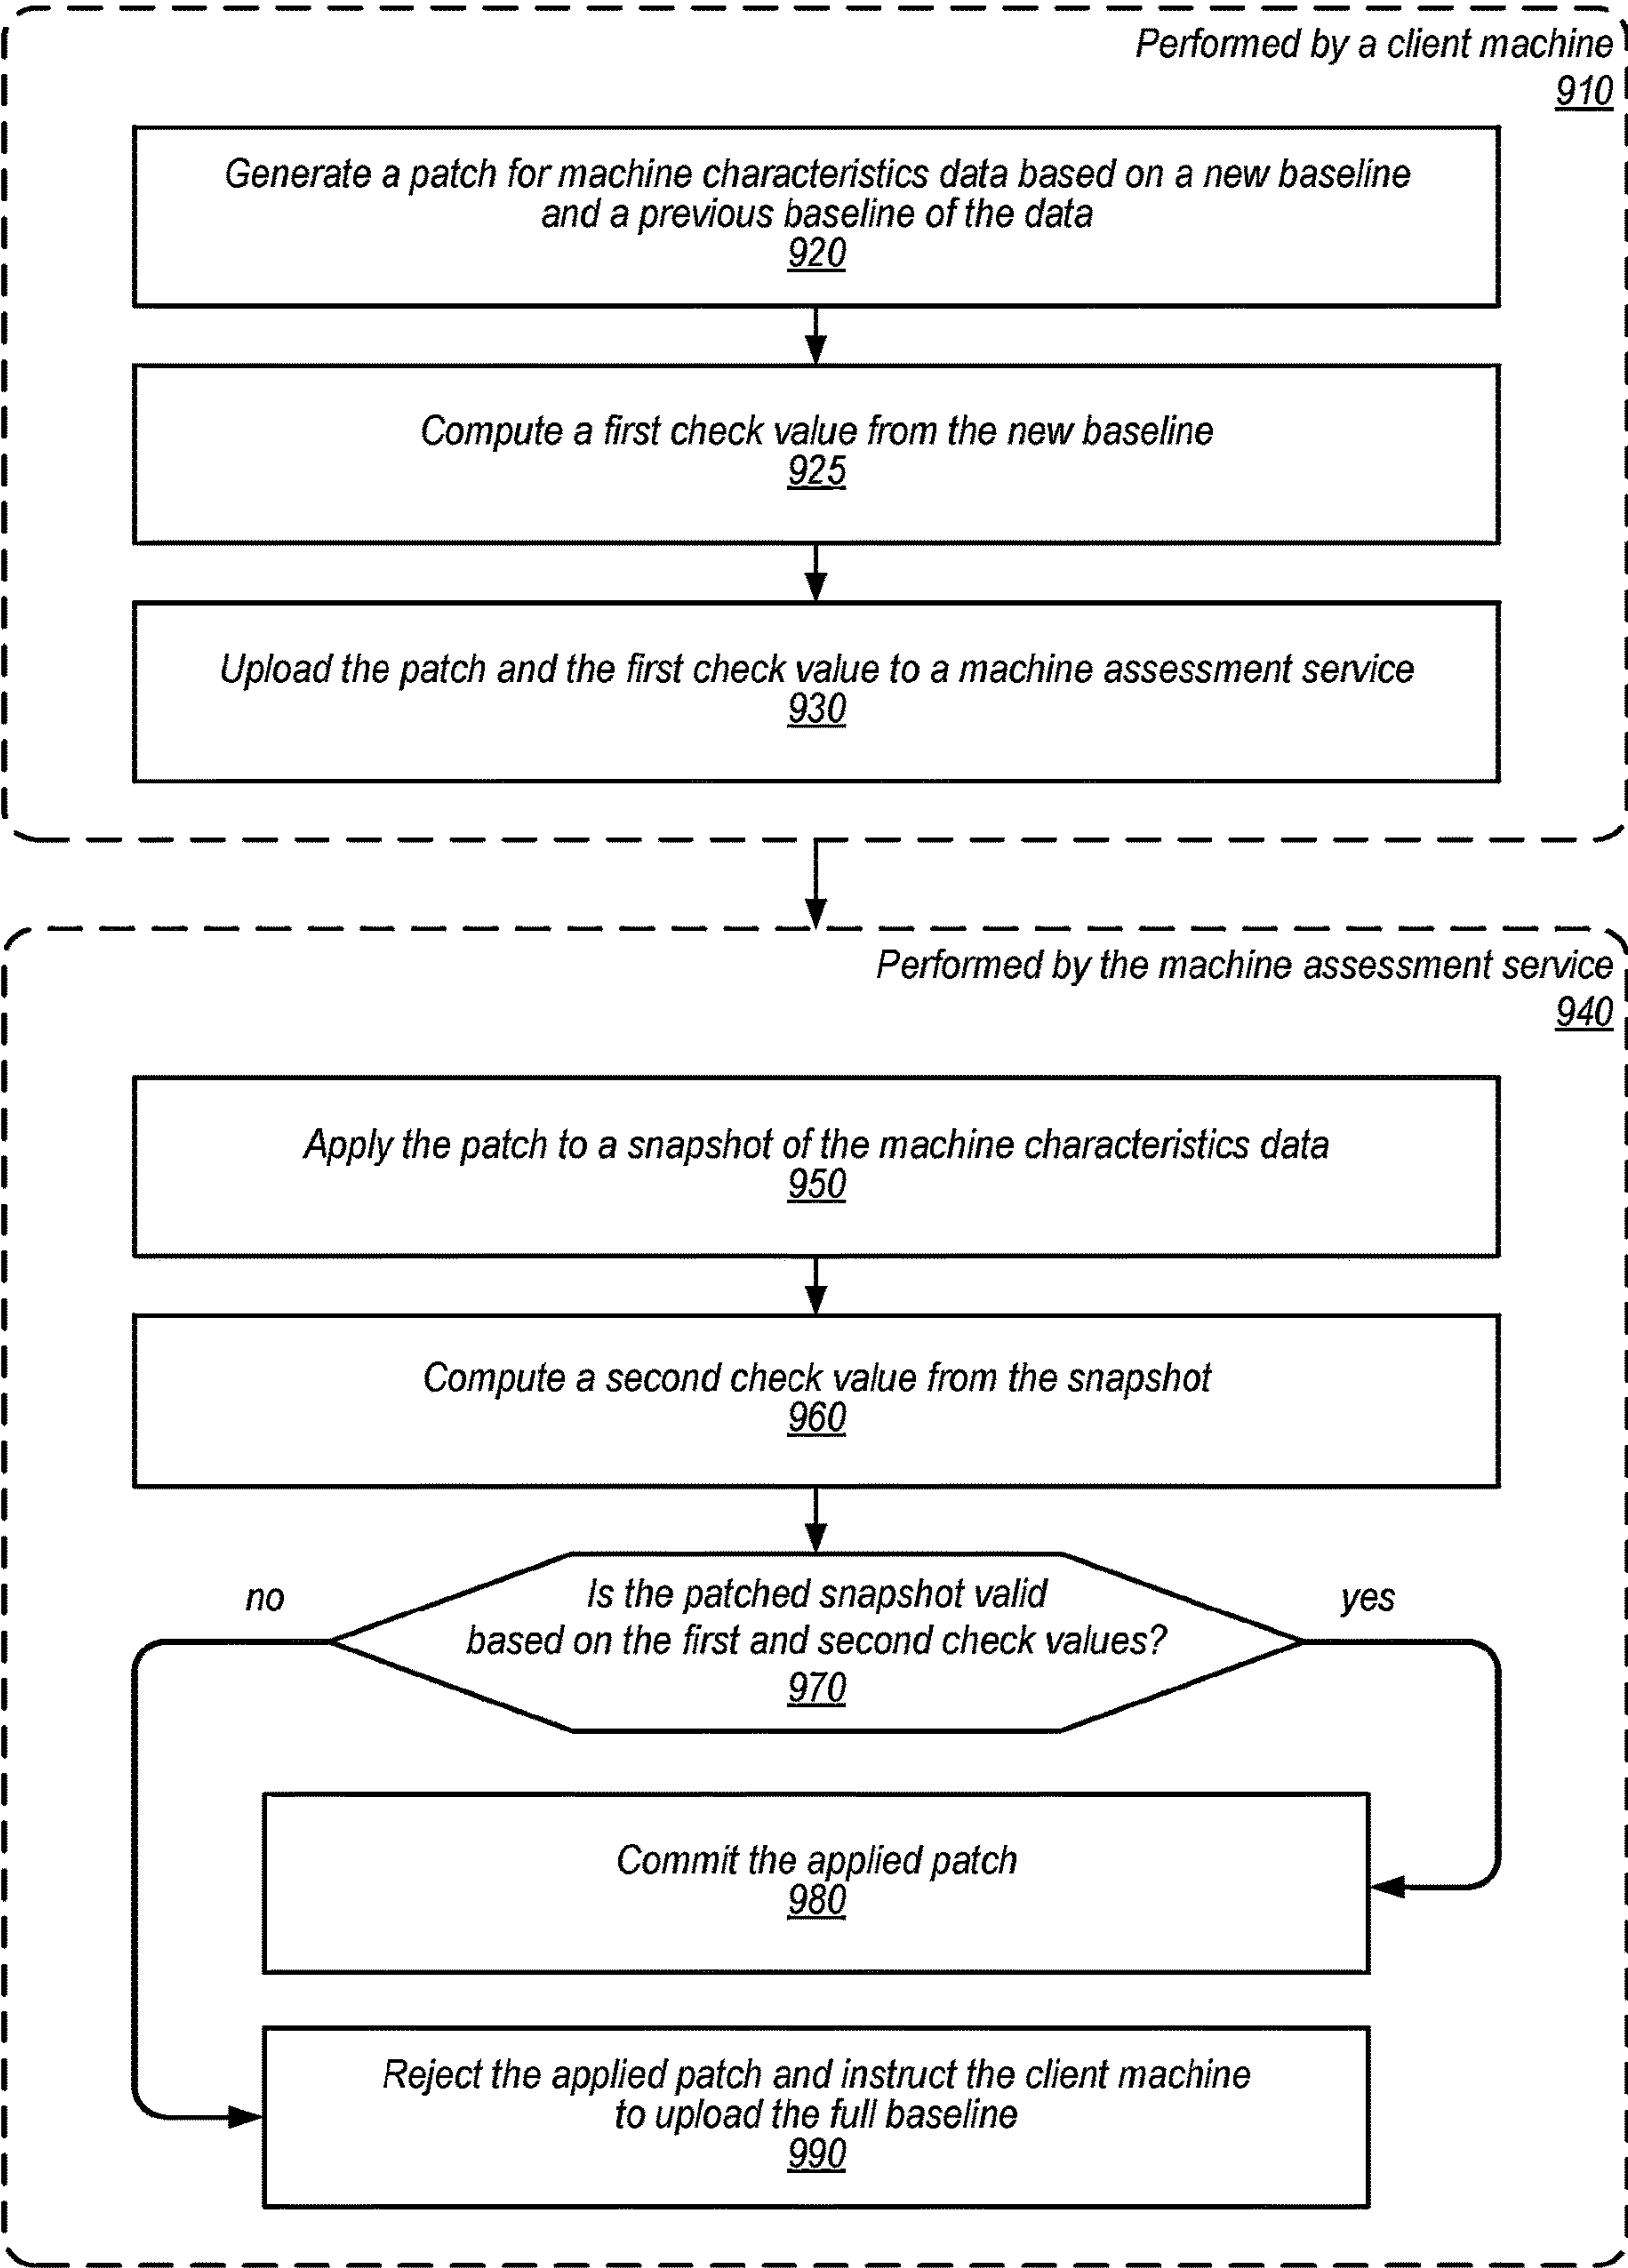 Performed by a client machine
910
Generate a patch for machine characteristics data based on a new baseline
and a previous baseline of the data
920
Compute a first check value from the new baseline
925
Upload the patch and the first check value to a machine assessment service
930
Performed by the machine assessment service
940
Apply the patch to a snapshot of the machine characteristics data
950
Compute a second check value from the snapshot
960
no
Is the patched snapshot valid
yes
based on the first and second check values?
970
Commit the applied patch
980
Reject the applied patch and instruct the client machine
to upload the full baseline
990